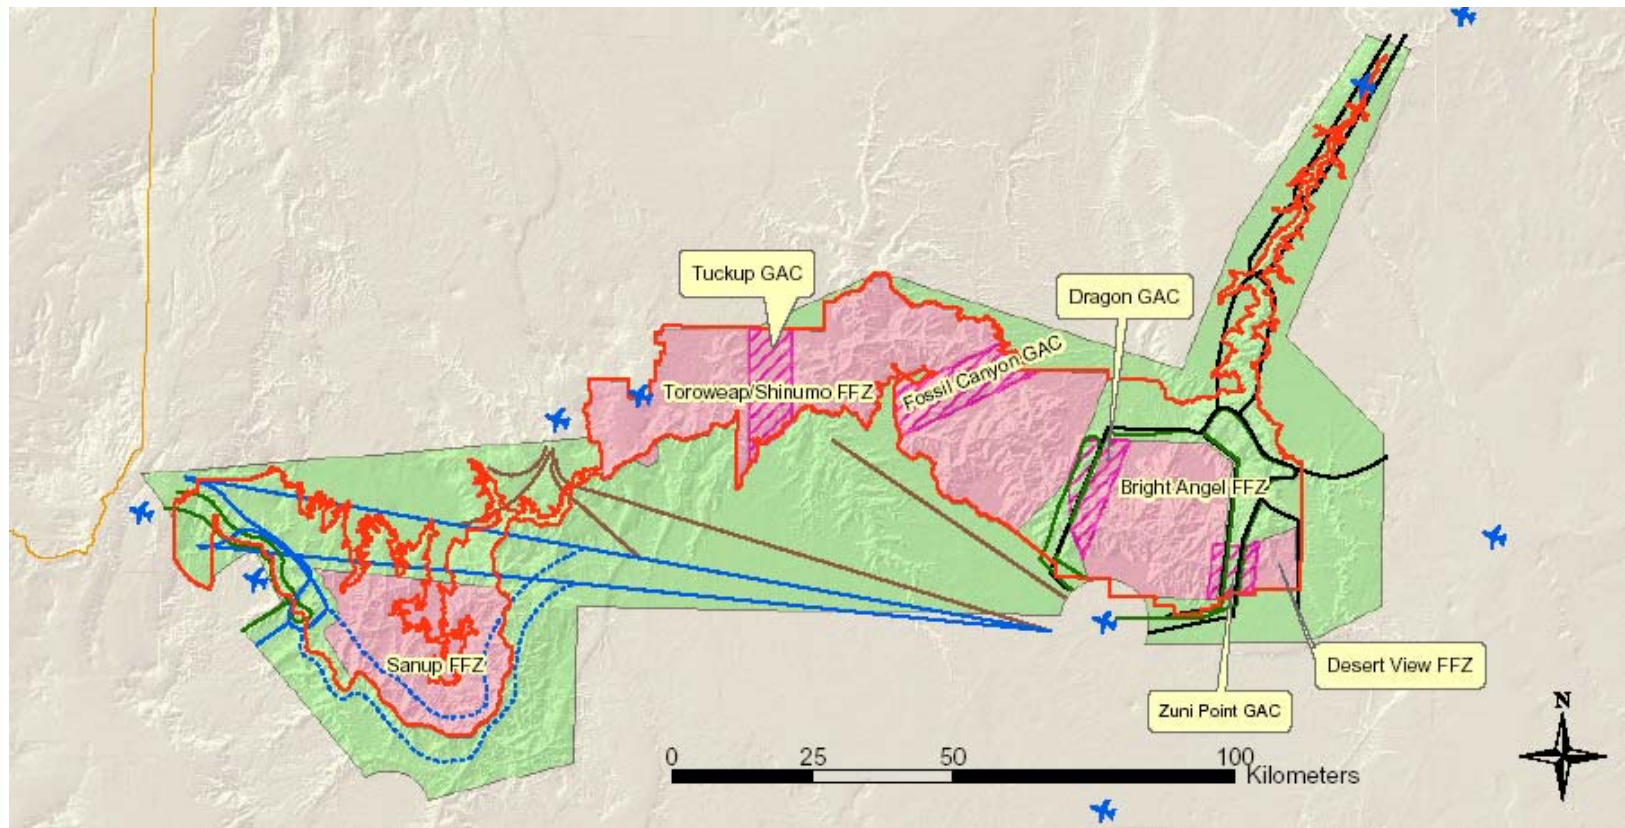 Tuckup GAC
Dragon GAC
Fossil Canyon GAC
Toroweap/Shinumo FFZ
Bright Angel FFZ
Sanup FFZ
Desert View FFZ
Zuni Point GAC
N
0 25 50 100
Kilometers